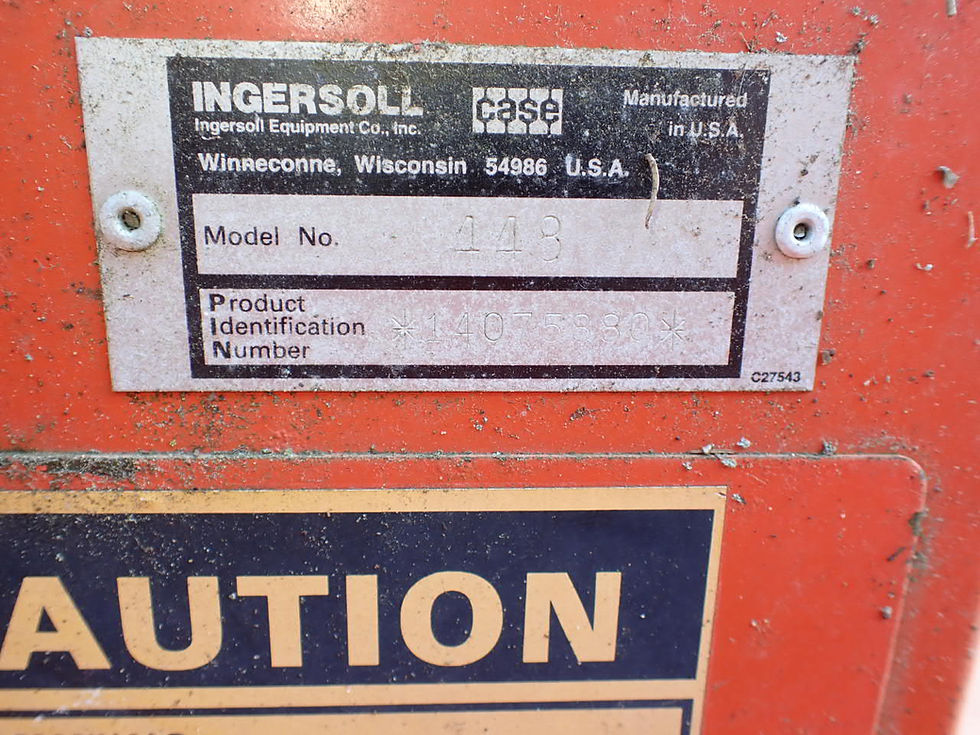 INGERSOLL
Ingersoll Equipment Co., Inc.
case
Manufactured
in U.S.A.
Winneconne, Wisconsin 54986 U.S.A.
Model No. 448
Product
Identification
Number
*14075880*
C27543
AUTION